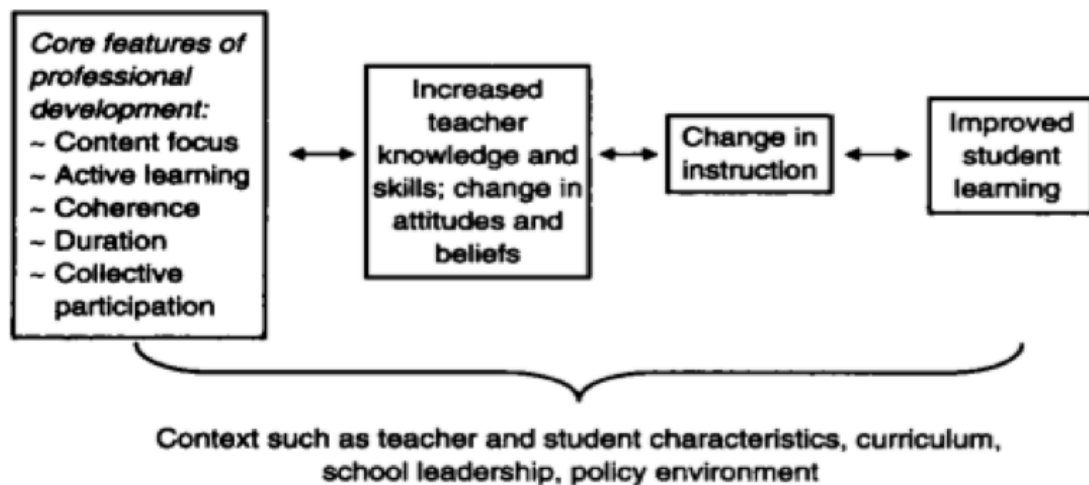 Core features of
professional
development:
~ Content focus
~ Active learning
~ Coherence
~ Duration
~ Collective
participation
Increased
teacher
knowledge and
skills; change in
attitudes and
beliefs
Change in
instruction
Improved
student
learning
Context such as teacher and student characteristics, curriculum,
school leadership, policy environment